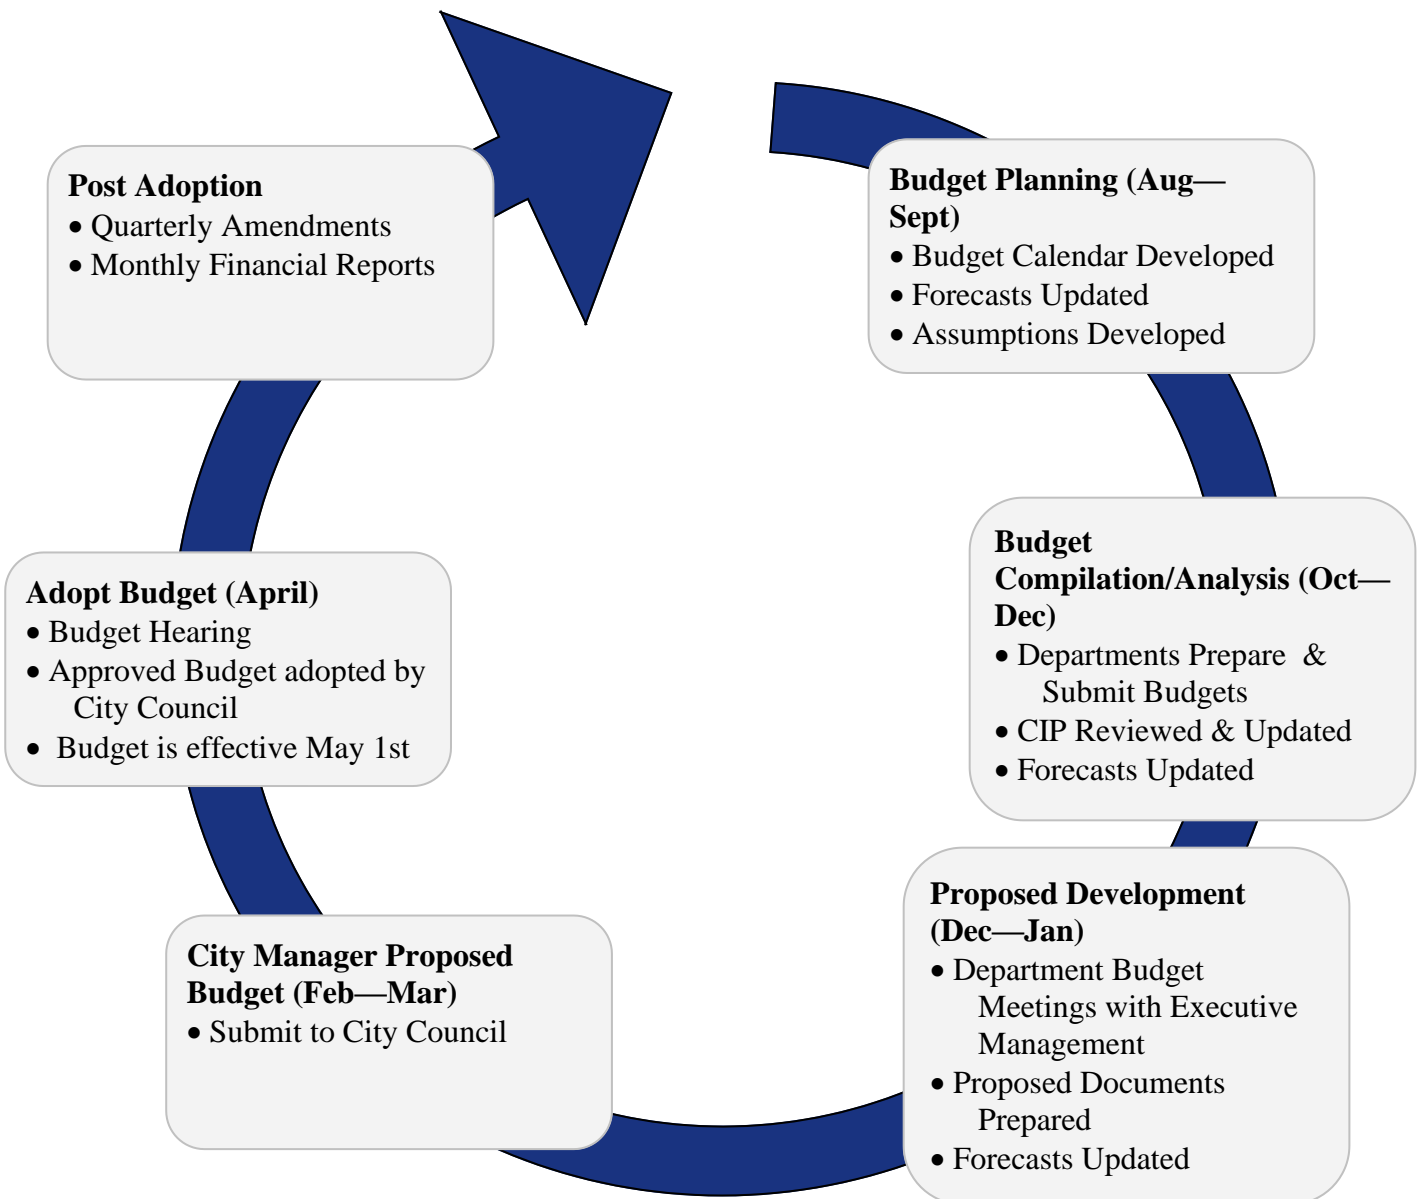 Post Adoption
• Quarterly Amendments
• Monthly Financial Reports
Budget Planning (Aug—
Sept)
• Budget Calendar Developed
• Forecasts Updated
• Assumptions Developed
Budget
Compilation/Analysis (Oct—
Dec)
• Departments Prepare  &
Submit Budgets
• CIP Reviewed & Updated
• Forecasts Updated
Adopt Budget (April)
• Budget Hearing
• Approved Budget adopted by
City Council
•  Budget is effective May 1st
Proposed Development
(Dec—Jan)
• Department Budget
Meetings with Executive
Management
• Proposed Documents
Prepared
• Forecasts Updated
City Manager Proposed
Budget (Feb—Mar)
• Submit to City Council